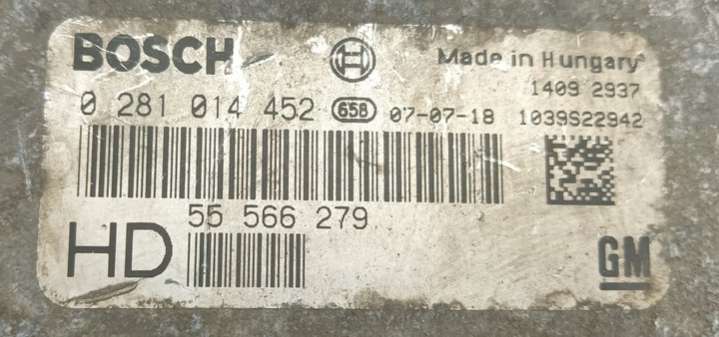 BOSCH Made in Hungary
1409 2937
0 281 014 452 658 07-07-18 1039S22942
55 566 279
HD GM